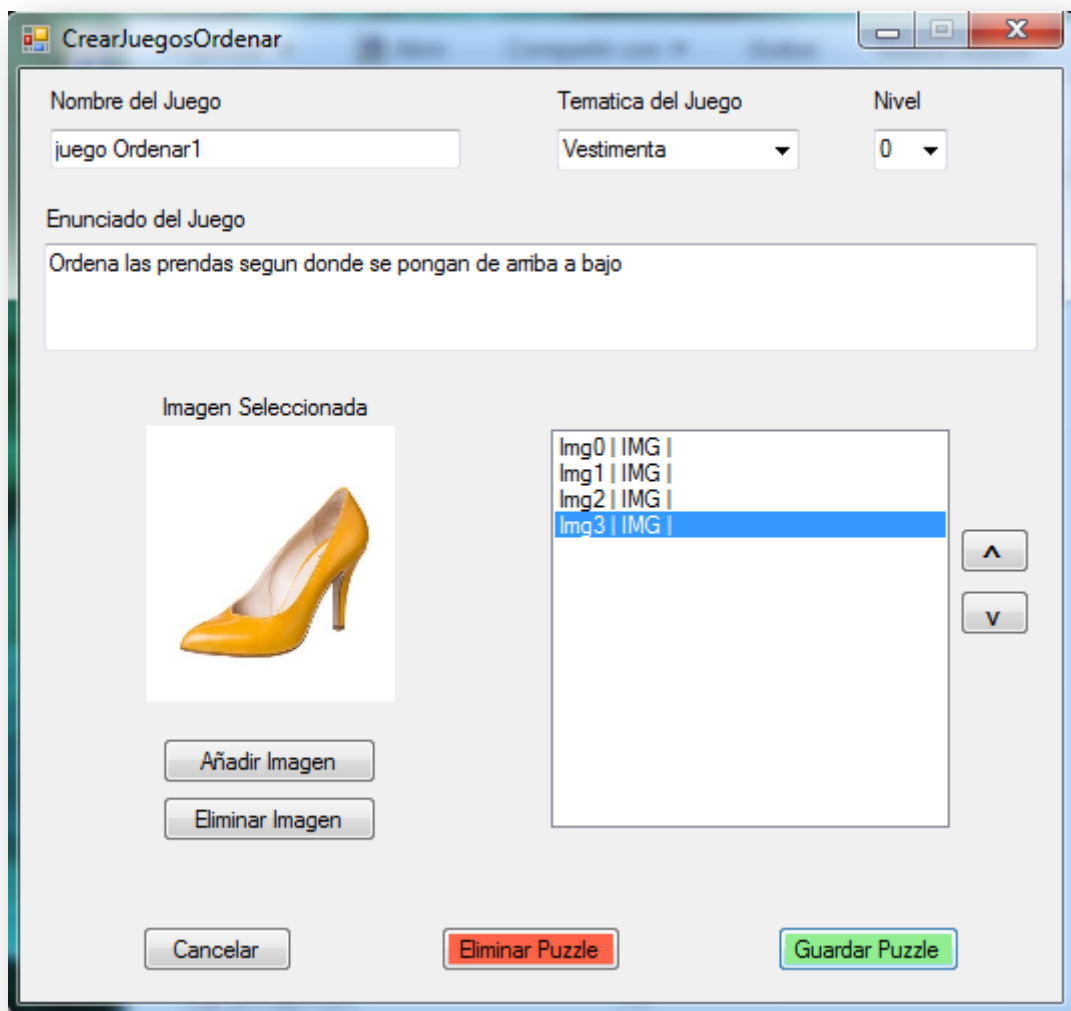 CrearJuegosOrdenar
Nombre del Juego
Tematica del Juego
Nivel
juego Ordenar1
Vestimenta
0
Enunciado del Juego
Ordena las prendas segun donde se pongan de arriba a bajo
Imagen Seleccionada
Img0 | IMG |
Img1 | IMG |
Img2 | IMG |
Img3 | IMG |
^
v
Añadir Imagen
Eliminar Imagen
Cancelar
Eliminar Puzzle
Guardar Puzzle